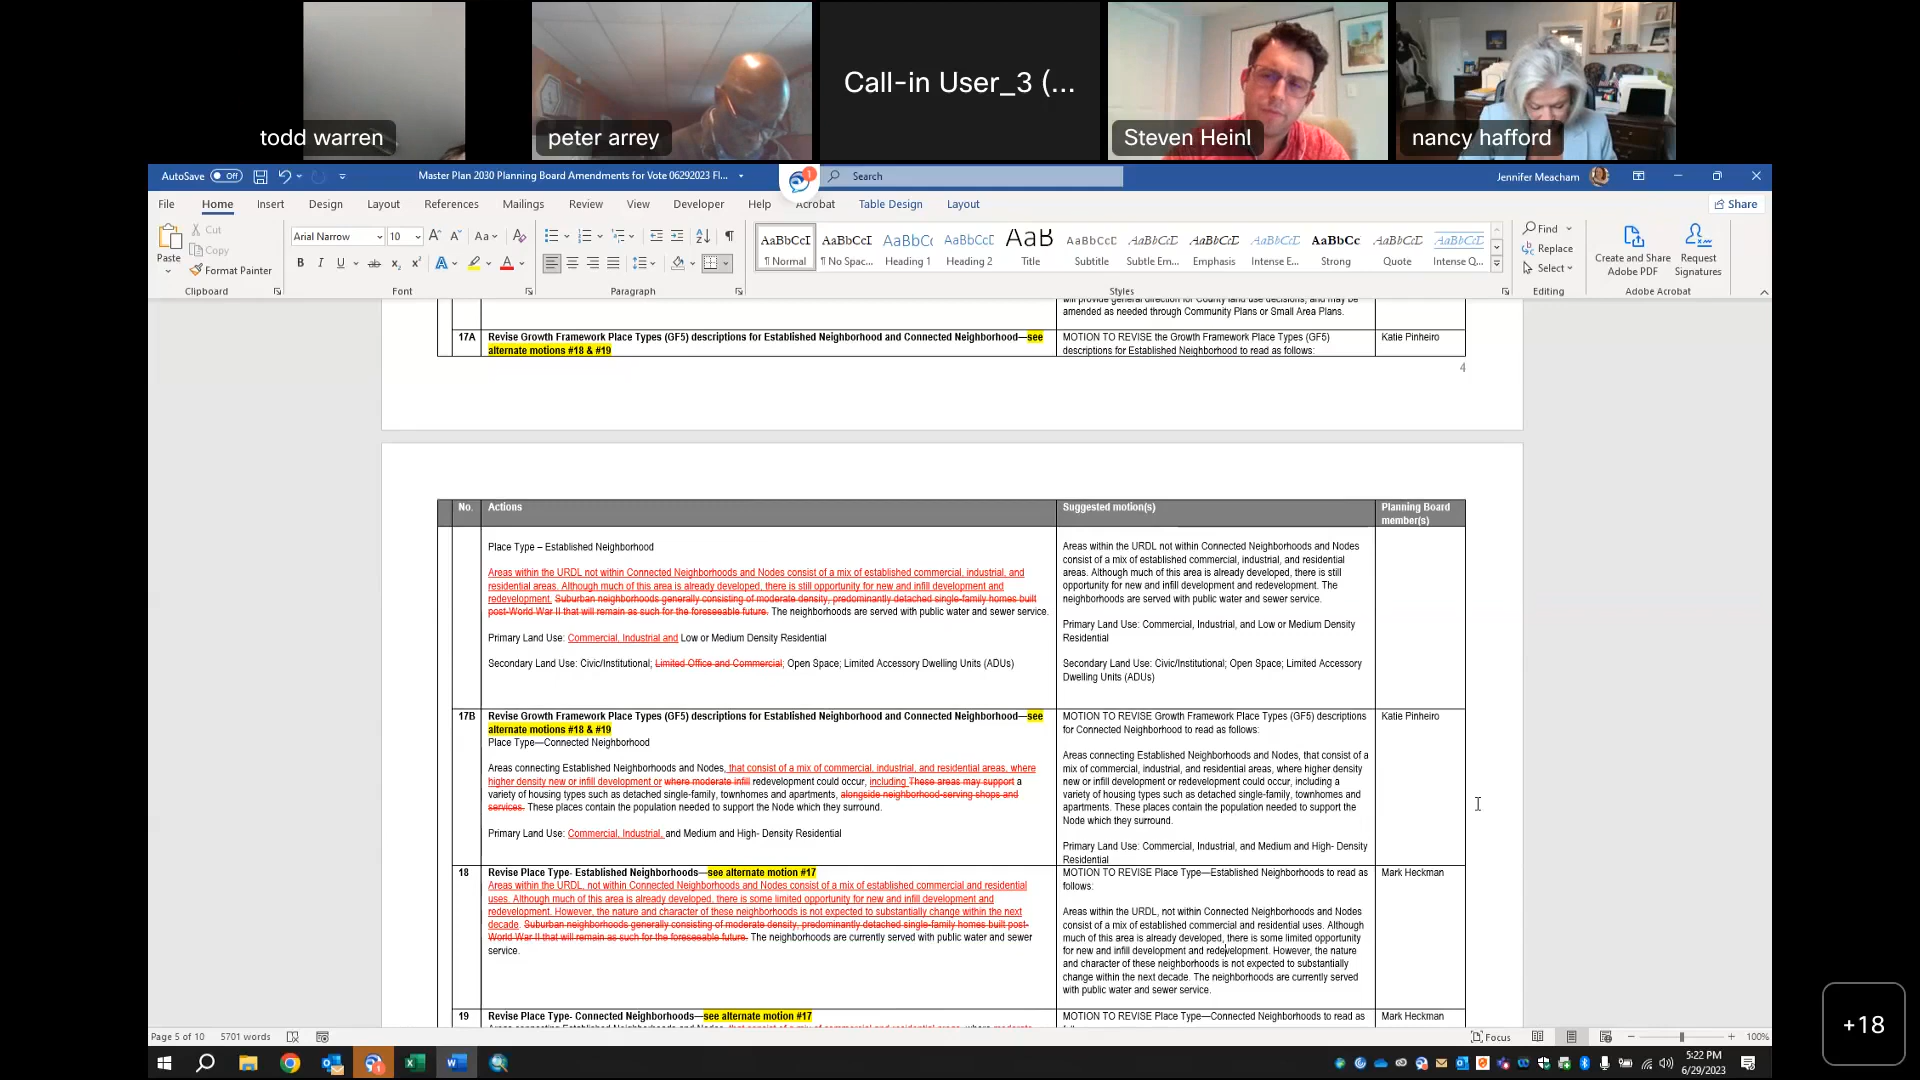 todd warren
peter arrey
Call-in User_3 (...
Steven Heinl
nancy hafford
AutoSave Off
Master Plan 2030 Planning Board Amendments for Vote 06292023 FI...
1
Search
Jennifer Meacham
File Home Insert Design Layout References Mailings Review View Developer Help Acrobat Table Design Layout
Share
Paste
Cut
Copy
Format Painter
Clipboard
Arial Narrow 10
Font
Paragraph
AaBbCcI AaBbCcI AaBbCc AaBbCcC AaB AaBbCcD AaBbCcDc AaBbCcDc AaBbCcDc AaBbCc AaBbCcDc AaBbCcDc
¶ Normal ¶ No Spac... Heading 1 Heading 2 Title Subtitle Subtle Em... Emphasis Intense E... Strong Quote Intense Q...
Styles
Find
Replace
Select
Editing
Create and Share
Adobe PDF
Request
Signatures
Adobe Acrobat
will provide general direction for County land use decisions, and may be
amended as needed through Community Plans or Small Area Plans.
17A
Revise Growth Framework Place Types (GF5) descriptions for Established Neighborhood and Connected Neighborhood—see
alternate motions #18 & #19
MOTION TO REVISE the Growth Framework Place Types (GF5)
descriptions for Established Neighborhood to read as follows:
Katie Pinheiro
4
No. Actions Suggested motion(s) Planning Board
member(s)
Place Type – Established Neighborhood
Areas within the URDL not within Connected Neighborhoods and Nodes consist of a mix of established commercial, industrial, and
residential areas. Although much of this area is already developed, there is still opportunity for new and infill development and
redevelopment. Suburban neighborhoods generally consisting of moderate density, predominantly detached single-family homes built
post-World War II that will remain as such for the foreseeable future. The neighborhoods are served with public water and sewer service.
Primary Land Use: Commercial, Industrial and Low or Medium Density Residential
Secondary Land Use: Civic/Institutional; Limited Office and Commercial; Open Space; Limited Accessory Dwelling Units (ADUs)
Areas within the URDL not within Connected Neighborhoods and Nodes
consist of a mix of established commercial, industrial, and residential
areas. Although much of this area is already developed, there is still
opportunity for new and infill development and redevelopment. The
neighborhoods are served with public water and sewer service.
Primary Land Use: Commercial, Industrial, and Low or Medium Density
Residential
Secondary Land Use: Civic/Institutional; Open Space; Limited Accessory
Dwelling Units (ADUs)
17B
Revise Growth Framework Place Types (GF5) descriptions for Established Neighborhood and Connected Neighborhood—see
alternate motions #18 & #19
Place Type—Connected Neighborhood
Areas connecting Established Neighborhoods and Nodes, that consist of a mix of commercial, industrial, and residential areas, where
higher density new or infill development or where moderate infill redevelopment could occur, including These areas may support a
variety of housing types such as detached single-family, townhomes and apartments, alongside neighborhood-serving shops and
services. These places contain the population needed to support the Node which they surround.
Primary Land Use: Commercial, Industrial, and Medium and High- Density Residential
MOTION TO REVISE Growth Framework Place Types (GF5) descriptions
for Connected Neighborhood to read as follows:
Areas connecting Established Neighborhoods and Nodes, that consist of a
mix of commercial, industrial, and residential areas, where higher density
new or infill development or redevelopment could occur, including a
variety of housing types such as detached single-family, townhomes and
apartments. These places contain the population needed to support the
Node which they surround.
Primary Land Use: Commercial, Industrial, and Medium and High- Density
Residential
Katie Pinheiro
18
Revise Place Type- Established Neighborhoods—see alternate motion #17
Areas within the URDL, not within Connected Neighborhoods and Nodes consist of a mix of established commercial and residential
uses. Although much of this area is already developed, there is some limited opportunity for new and infill development and
redevelopment. However, the nature and character of these neighborhoods is not expected to substantially change within the next
decade. Suburban neighborhoods generally consisting of moderate density, predominantly detached single-family homes built post-
World War II that will remain as such for the foreseeable future. The neighborhoods are currently served with public water and sewer
service.
MOTION TO REVISE Place Type—Established Neighborhoods to read as
follows:
Areas within the URDL, not within Connected Neighborhoods and Nodes
consist of a mix of established commercial and residential uses. Although
much of this area is already developed, there is some limited opportunity
for new and infill development and redevelopment. However, the nature
and character of these neighborhoods is not expected to substantially
change within the next decade. The neighborhoods are currently served
with public water and sewer service.
Mark Heckman
19
Revise Place Type- Connected Neighborhoods—see alternate motion #17
MOTION TO REVISE Place Type—Connected Neighborhoods to read as
Mark Heckman
Page 5 of 10 5701 words
Focus
100%
5:22 PM
6/29/2023
+18